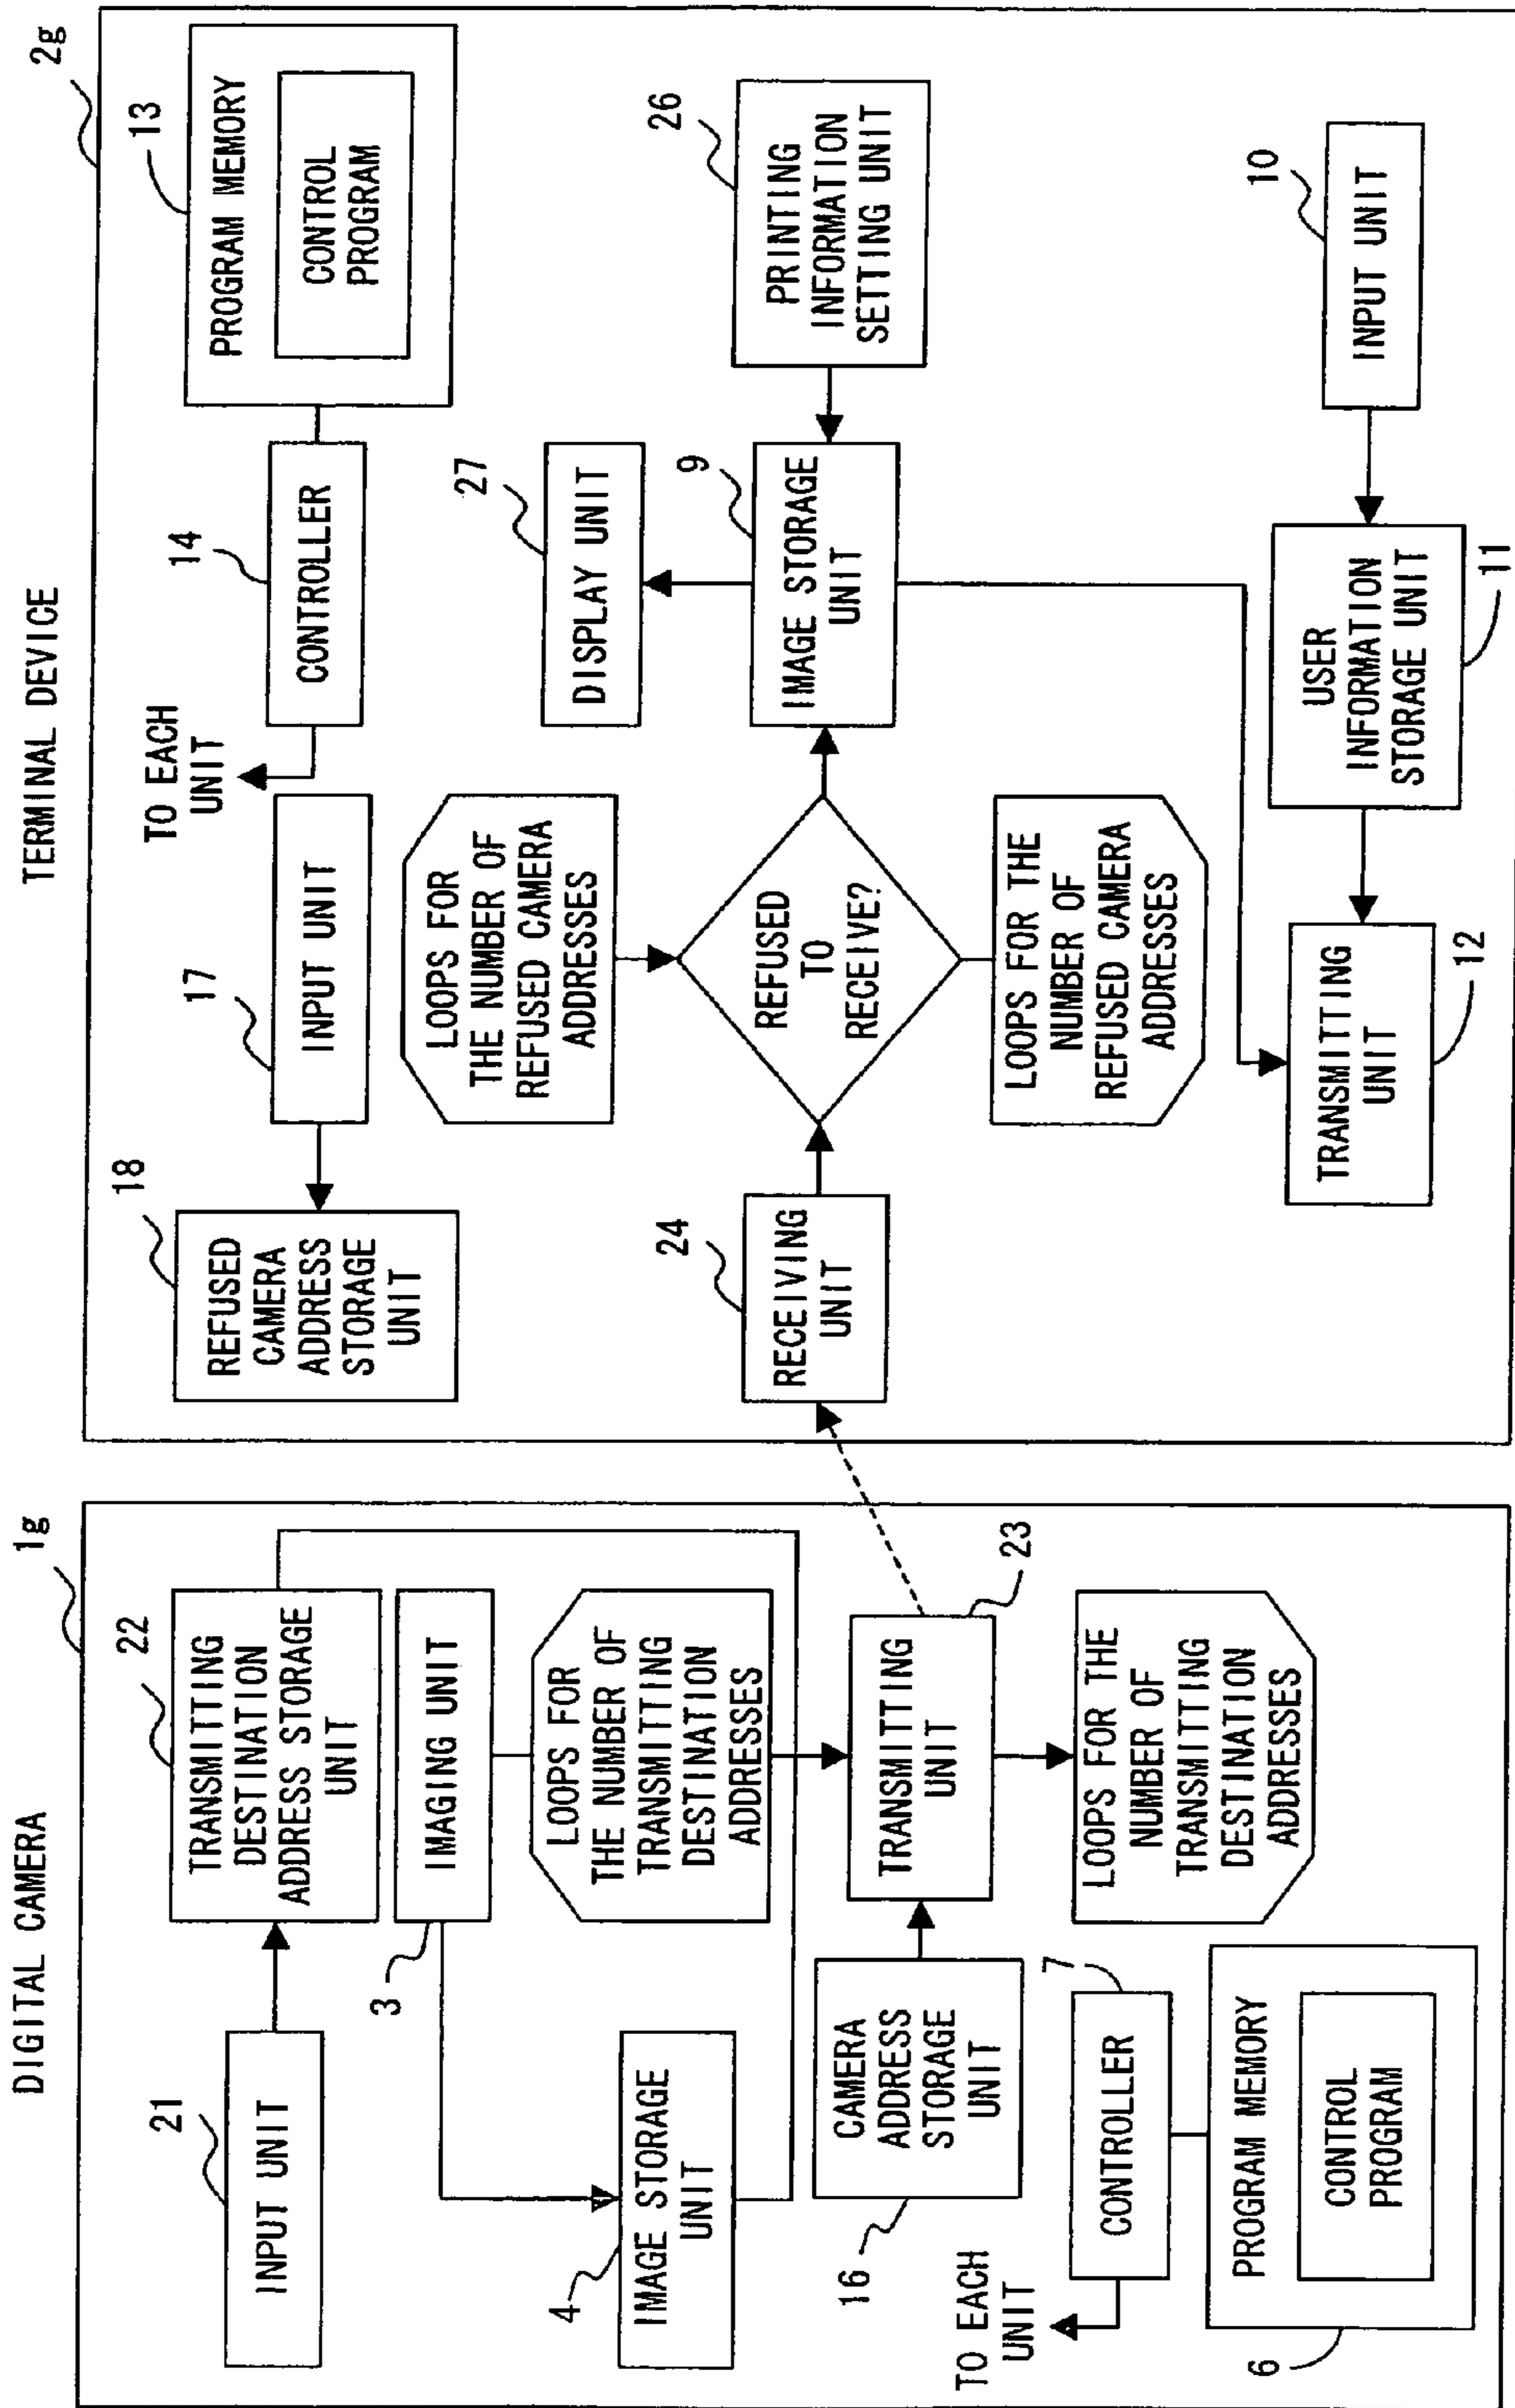 DIGITAL CAMERA
1g
21
INPUT UNIT
22
TRANSMITTING
DESTINATION
ADDRESS STORAGE
UNIT
3
IMAGING UNIT
4
IMAGE STORAGE
UNIT
LOOPS FOR
THE NUMBER OF
TRANSMITTING
DESTINATION
ADDRESSES
16
CAMERA
ADDRESS
STORAGE
UNIT
TRANSMITTING
UNIT
23
LOOPS FOR THE
NUMBER OF
TRANSMITTING
DESTINATION
ADDRESSES
TO EACH
UNIT
7
CONTROLLER
6
PROGRAM MEMORY
CONTROL
PROGRAM
TERMINAL DEVICE
2g
18
REFUSED
CAMERA
ADDRESS
STORAGE
UNIT
17
INPUT UNIT
TO EACH
UNIT
14
CONTROLLER
13
PROGRAM MEMORY
CONTROL
PROGRAM
LOOPS FOR
THE NUMBER OF
REFUSED CAMERA
ADDRESSES
27
DISPLAY UNIT
24
RECEIVING
UNIT
REFUSED
TO
RECEIVE?
9
IMAGE STORAGE
UNIT
26
PRINTING
INFORMATION
SETTING UNIT
LOOPS FOR THE
NUMBER OF
REFUSED CAMERA
ADDRESSES
TRANSMITTING
UNIT
12
USER
INFORMATION
STORAGE UNIT
11
10
INPUT UNIT